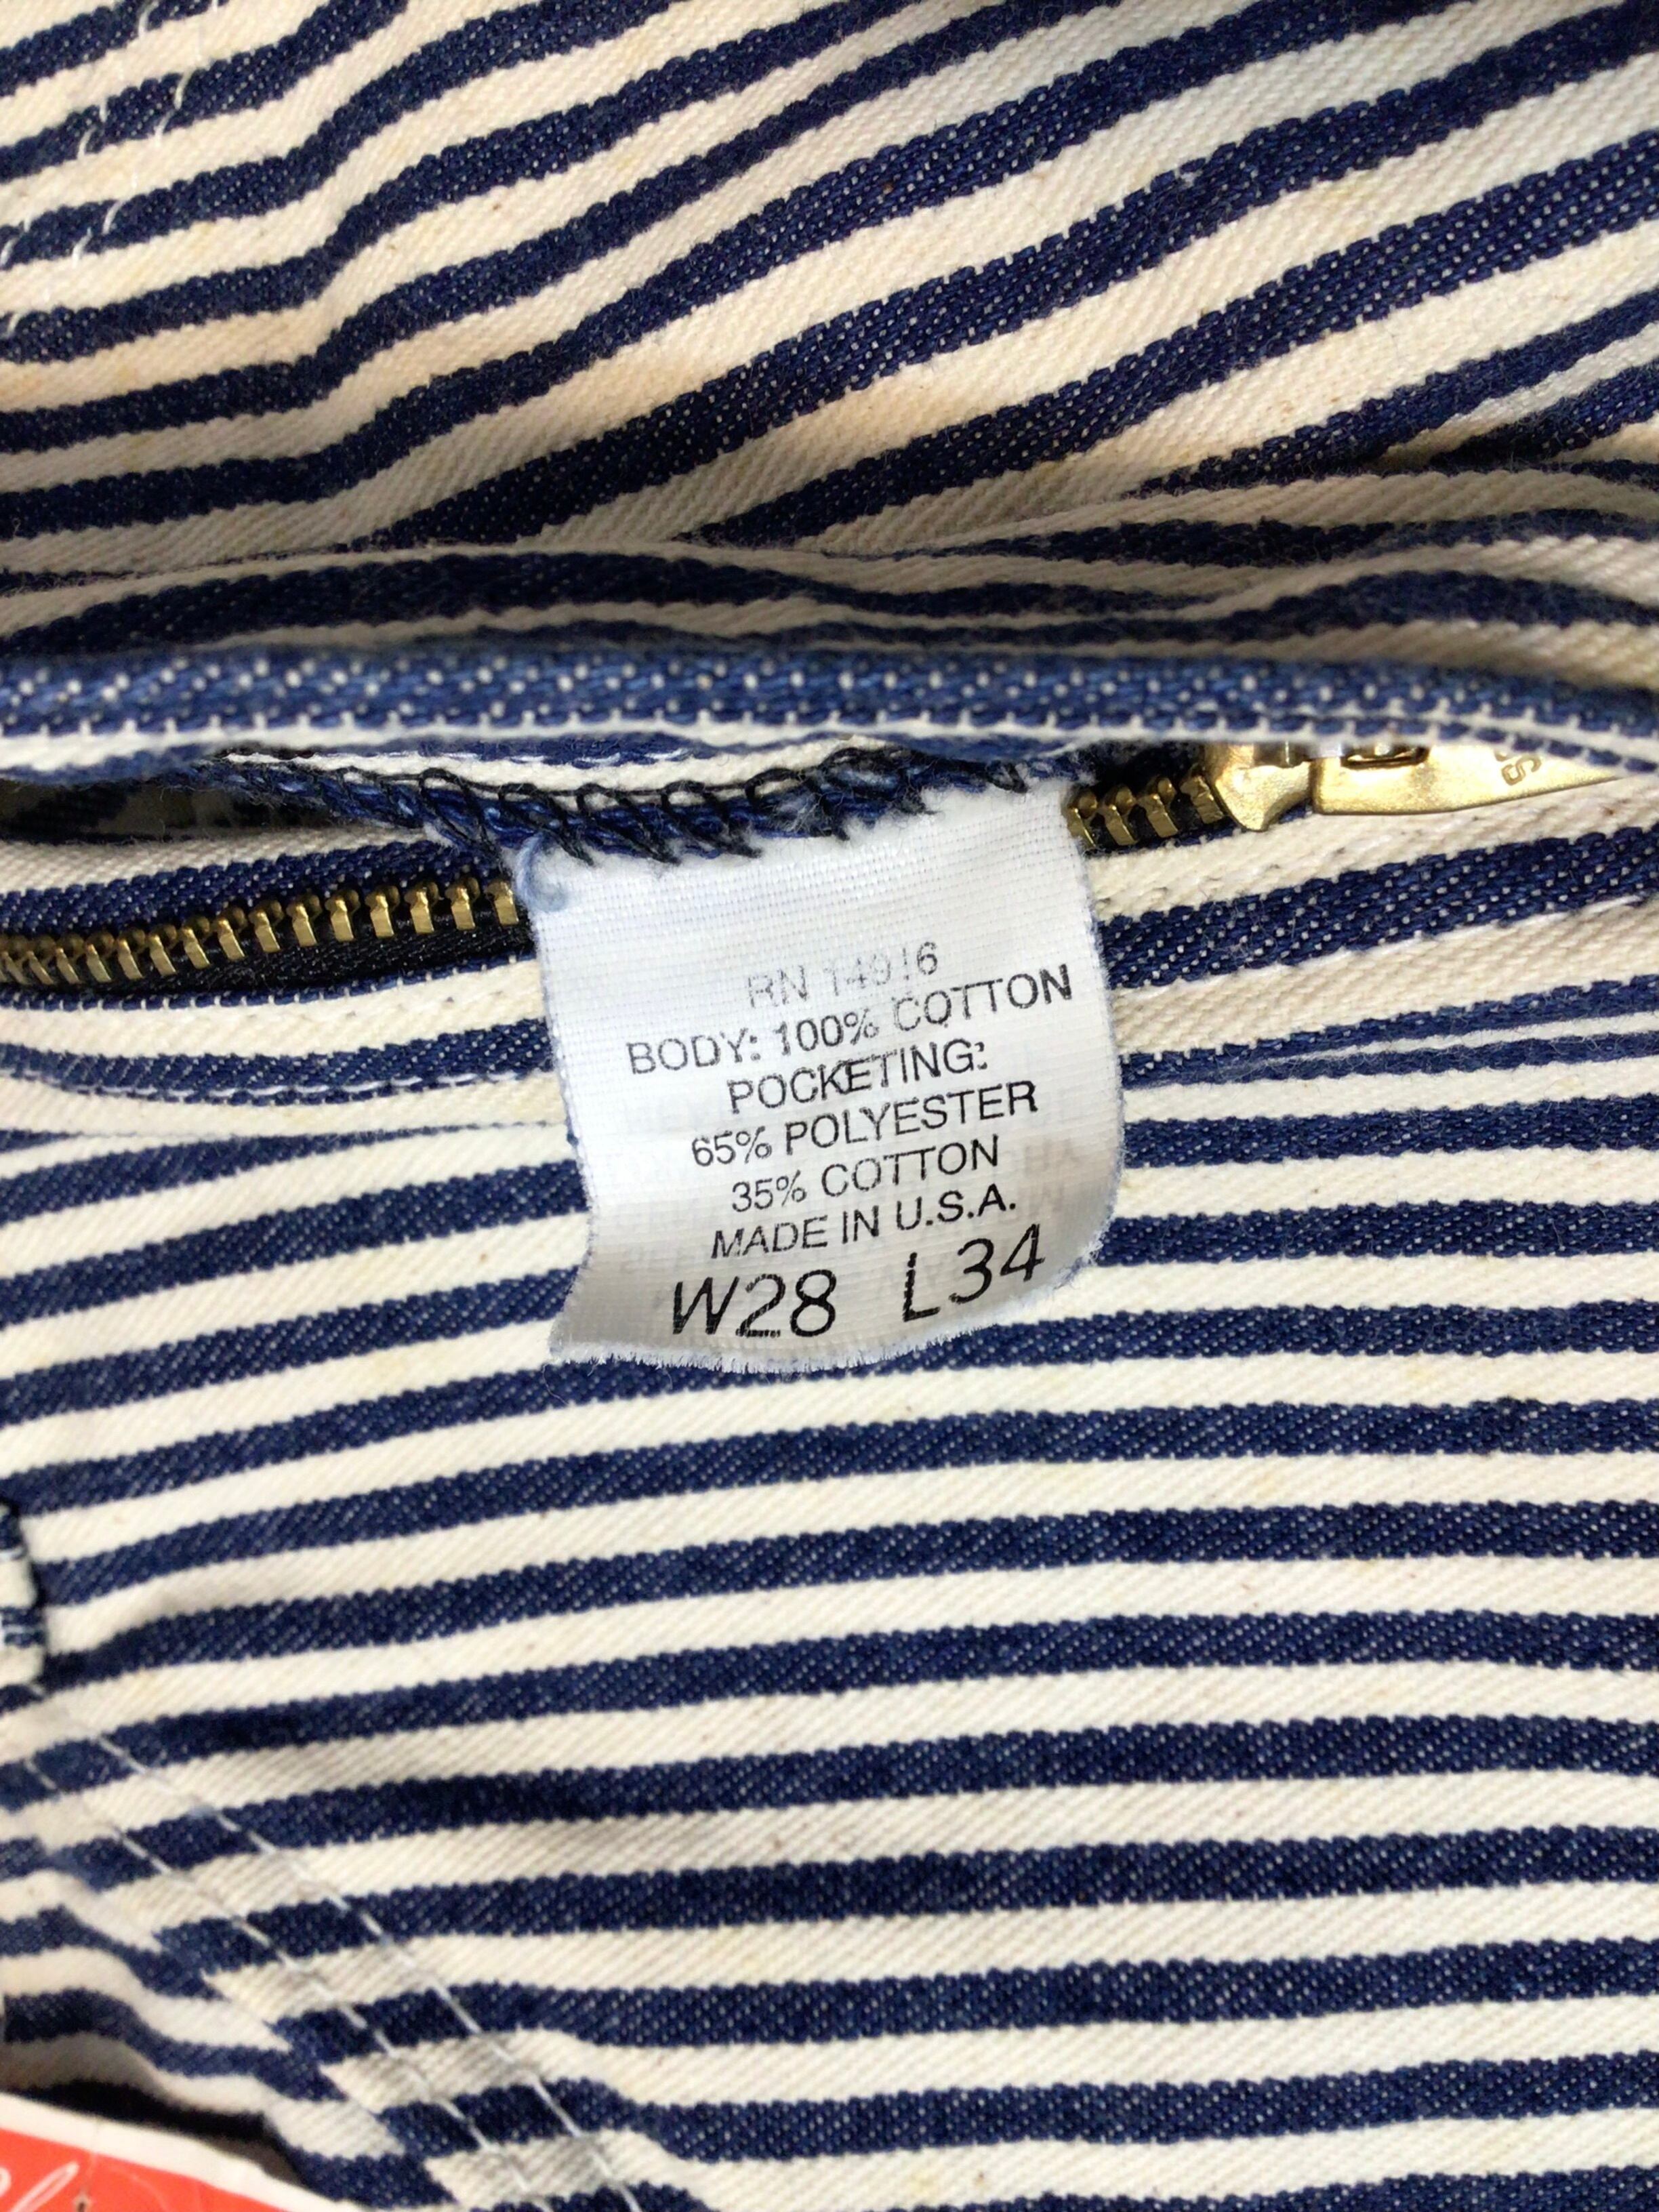 RN 14916
BODY: 100% COTTON
POCKETING:
65% POLYESTER
35% COTTON
MADE IN U.S.A.
W28 L34